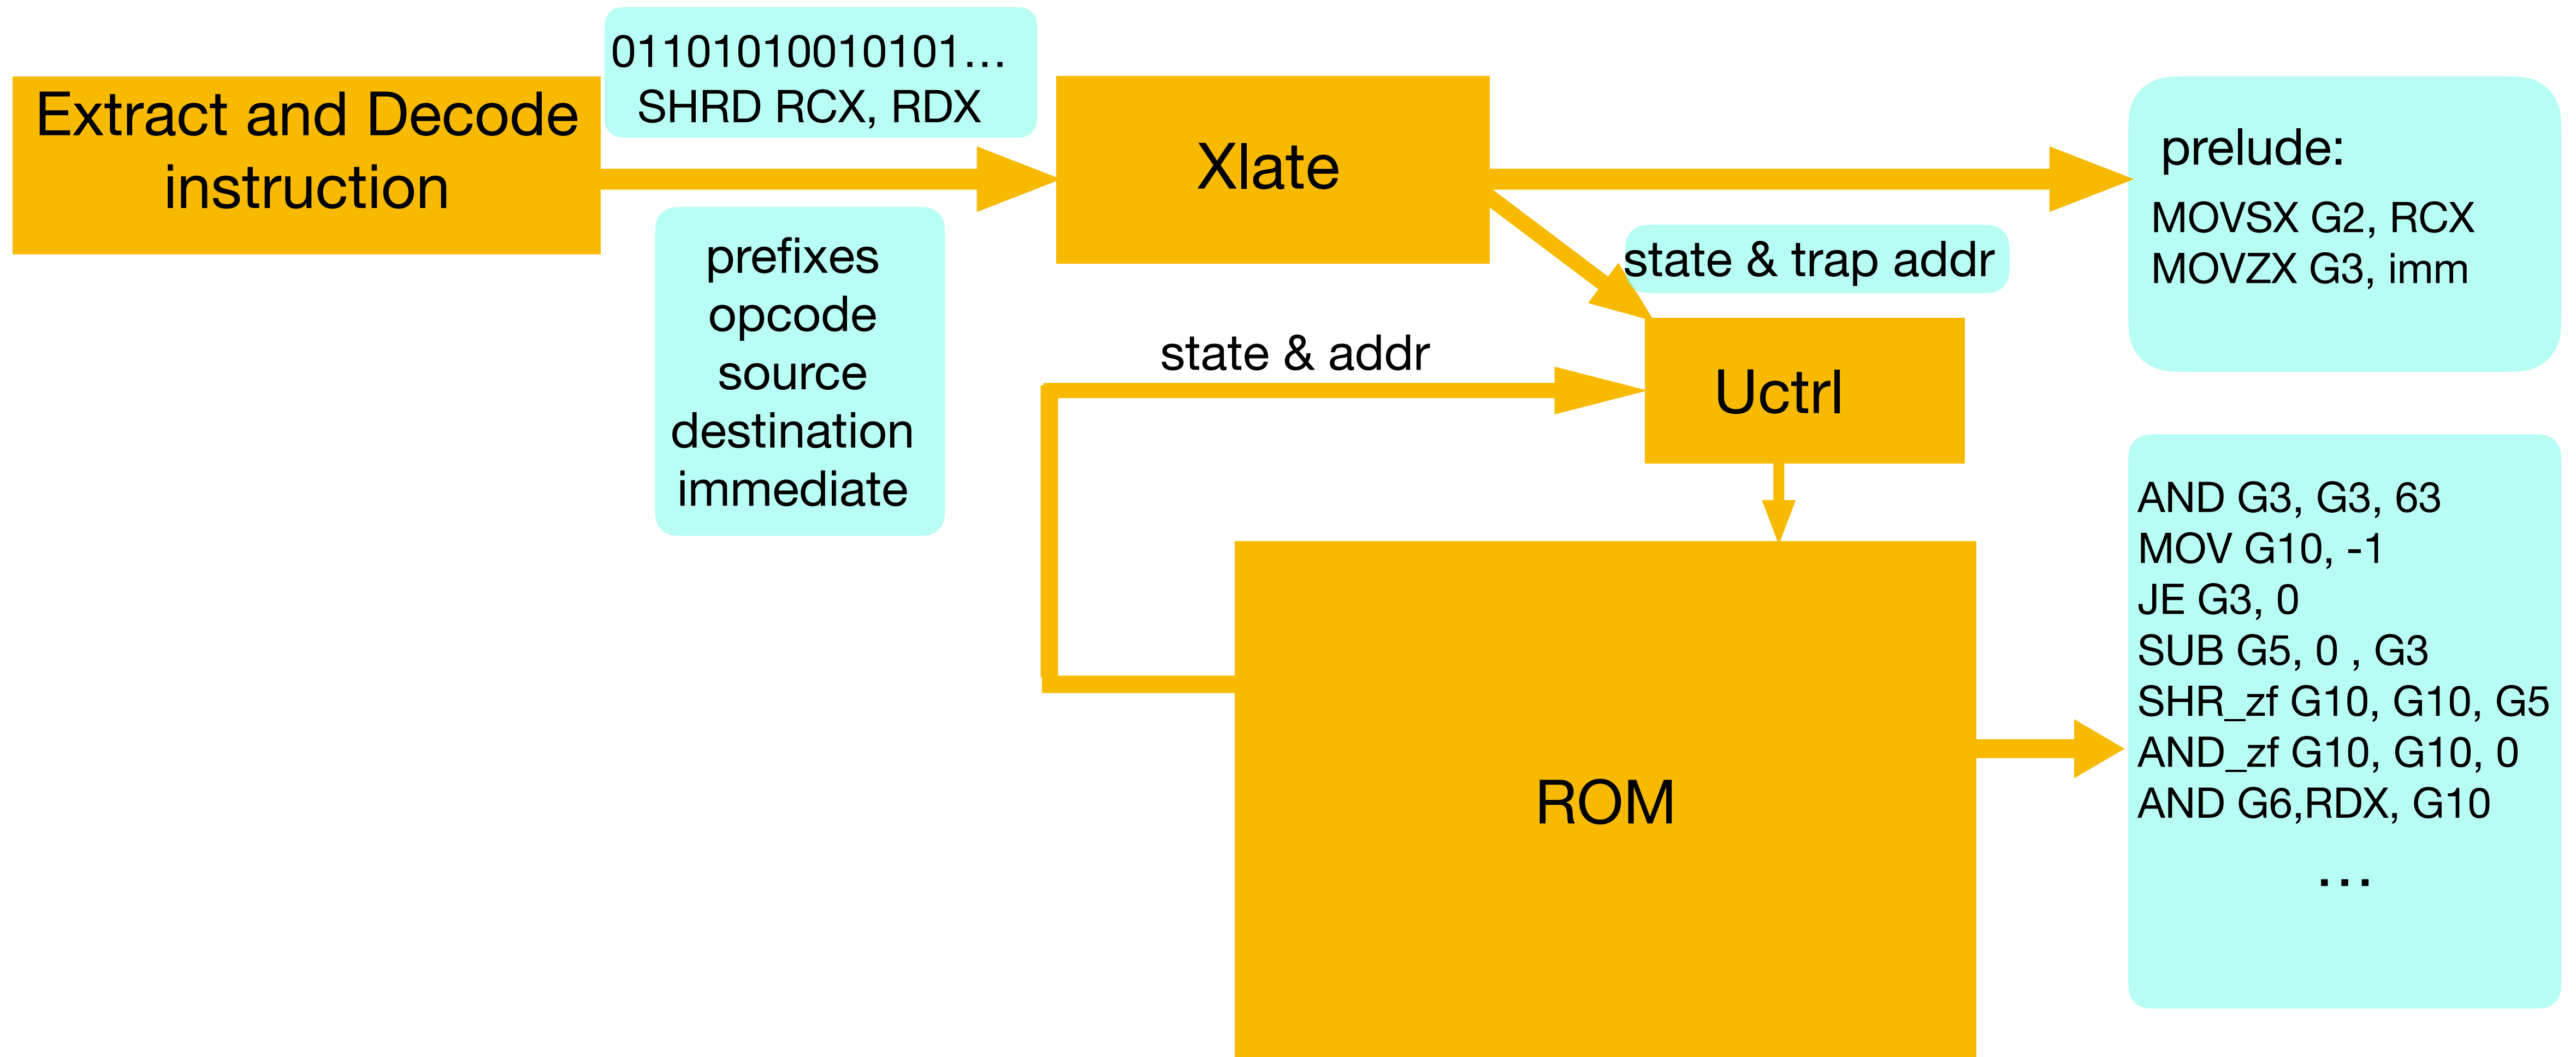 Extract and Decode
instruction
01101010010101…
SHRD RCX, RDX
prefixes
opcode
source
destination
immediate
Xlate
state & trap addr
state & addr
Uctrl
ROM
prelude:
MOVSX G2, RCX
MOVZX G3, imm
AND G3, G3, 63
MOV G10, -1
JE G3, 0
SUB G5, 0 , G3
SHR_zf G10, G10, G5
AND_zf G10, G10, 0
AND G6,RDX, G10
…